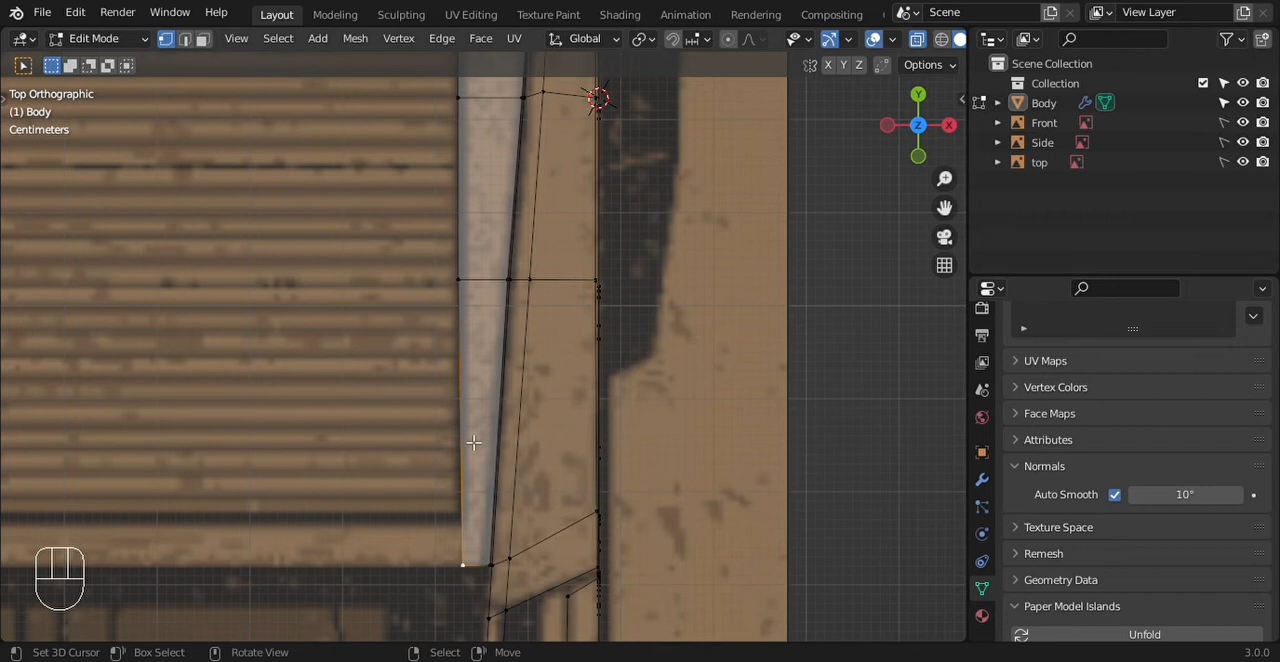 File Edit Render Window Help Layout Modeling Sculpting UV Editing Texture Paint Shading Animation Rendering Compositing Scene View Layer
Edit Mode View Select Add Mesh Vertex Edge Face UV Global
X Y Z Options
Top Orthographic
(1) Body
Centimeters
Y
Z
X
Scene Collection
Collection
Body
Front
Side
top
UV Maps
Vertex Colors
Face Maps
Attributes
Normals
Auto Smooth 10°
Texture Space
Remesh
Geometry Data
Paper Model Islands
Unfold
Set 3D Cursor Box Select Rotate View Select Move 3.0.0